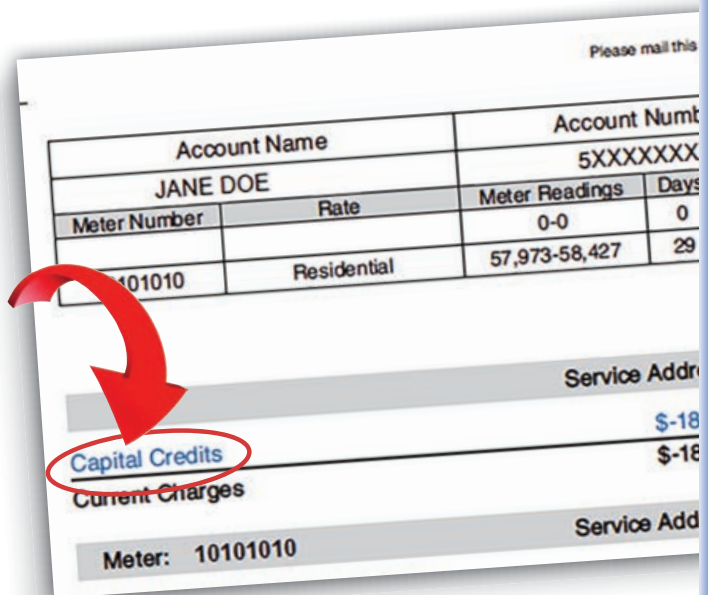 Please mail this
Account Name Account Numb
JANE DOE 5XXXXXXX
Meter Number Rate Meter Readings Days
0-0 0
101010 Residential 57,973-58,427 29
Service Addre
Capital Credits $-18
Current Charges $-18
Meter: 10101010 Service Add